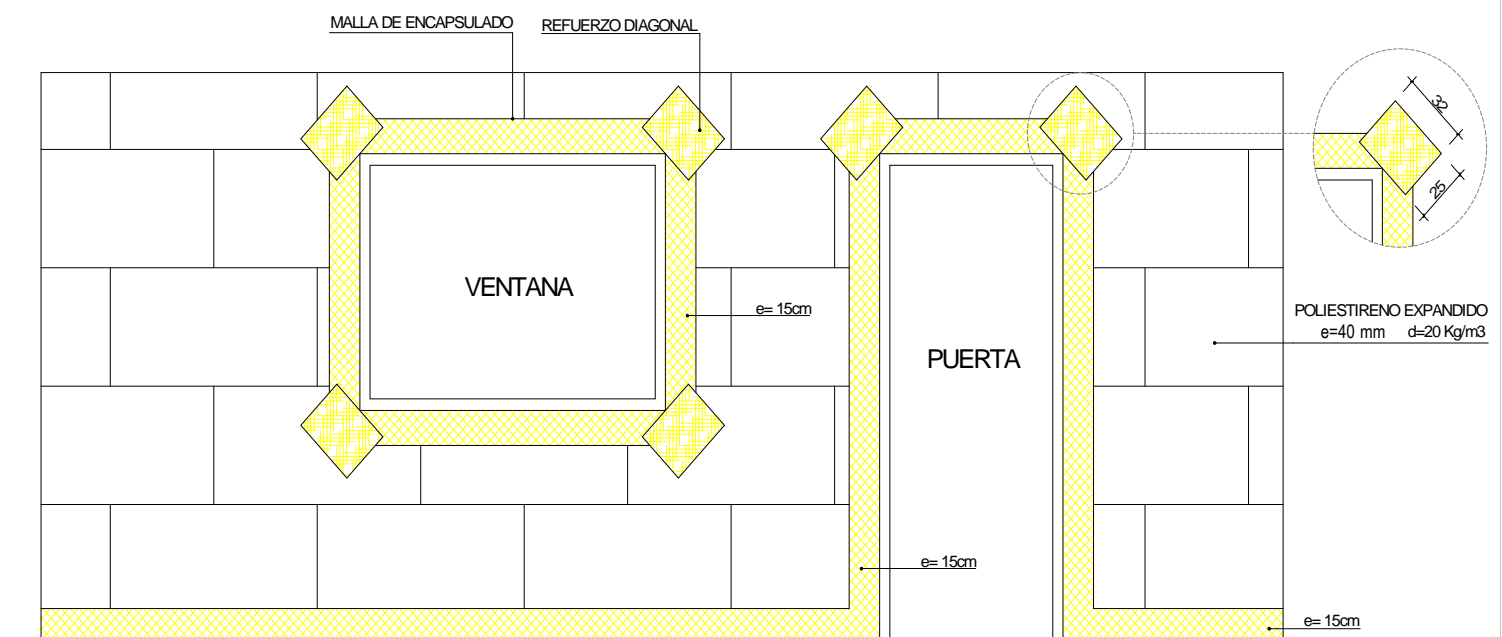 MALLA DE ENCAPSULADO
REFUERZO DIAGONAL
32
25
VENTANA
e= 15cm
POLIESTIRENO EXPANDIDO
e=40 mm d=20 Kg/m3
PUERTA
e= 15cm
e= 15cm